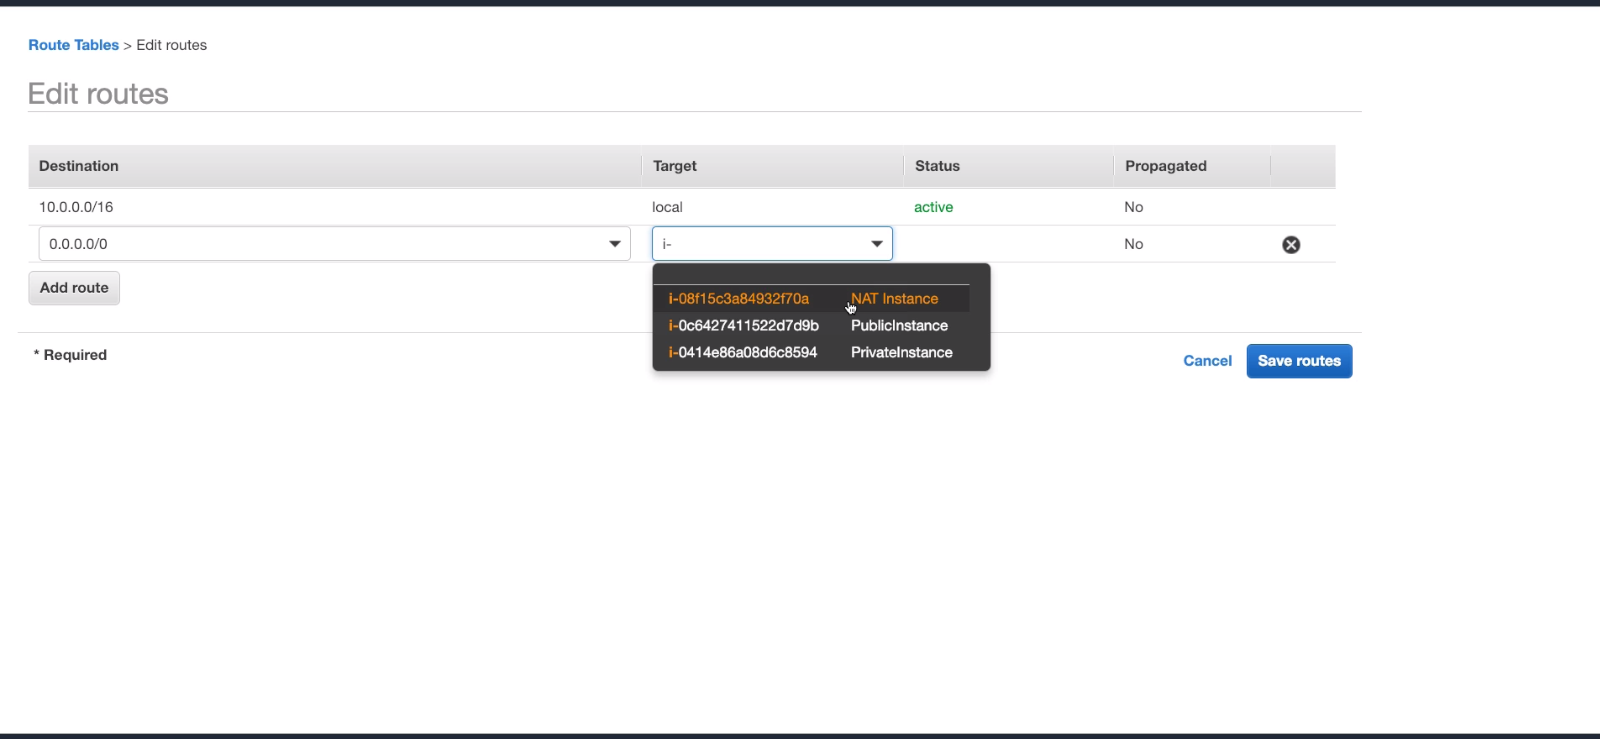 Route Tables > Edit routes
Edit routes
Destination Target Status Propagated
10.0.0.0/16 local active No
0.0.0.0/0 i- No
Add route
i-08f15c3a84932f70a NAT Instance
i-0c6427411522d7d9b PublicInstance
i-0414e86a08d6c8594 PrivateInstance
* Required
Cancel Save routes